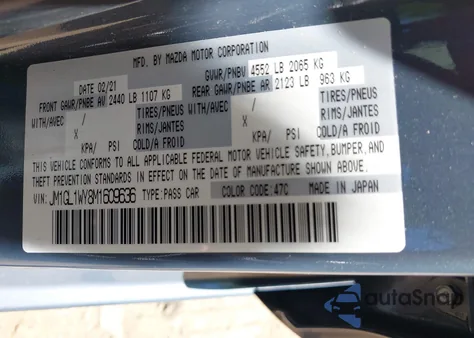 MFD. BY MAZDA MOTOR CORPORATION
DATE 02/21 GVWR/PNBV 4552 LB 2065 KG
FRONT GAWR/PNBE AV 2440 LB 1107 KG REAR GAWR/PNBE AR 2123 LB 963 KG
WITH/AVEC / TIRES/PNEUS WITH/AVEC / TIRES/PNEUS
RIMS/JANTES RIMS/JANTES
KPA/ PSI COLD/A FROID KPA/ PSI COLD/A FROID
THIS VEHICLE CONFORMS TO ALL APPLICABLE FEDERAL MOTOR VEHICLE SAFETY, BUMPER, AND
THEFT PREVENTION STANDARDS IN EFFECT ON THE DATE OF MANUFACTURE SHOWN ABOVE.
VIN: JM1GL1WY8M1609636 TYPE: PASS CAR COLOR CODE: 47C MADE IN JAPAN
autoSnap